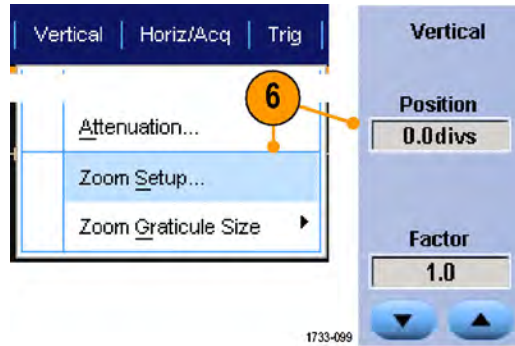 Vertical | Horiz/Acq | Trig |
6
Attenuation...
Zoom Setup...
Zoom Graticule Size
Vertical
Position
0.0divs
Factor
1.0
1733-099